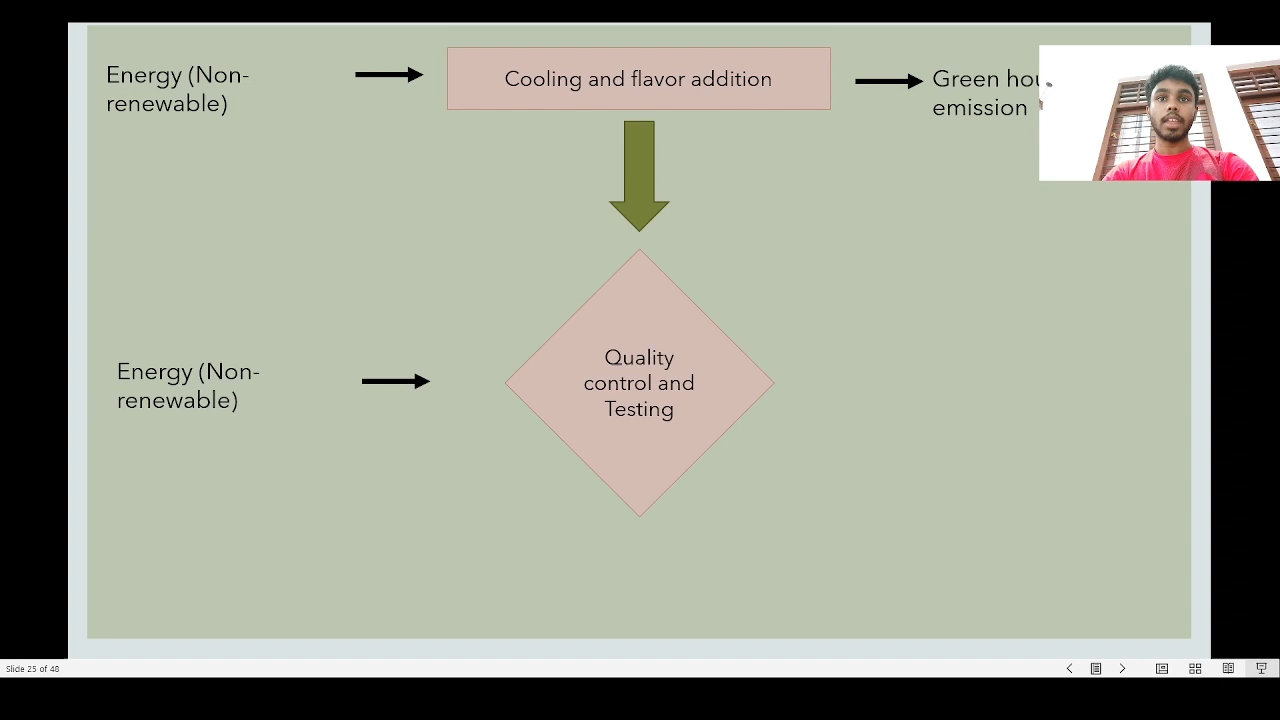 Energy (Non-
renewable)
Cooling and flavor addition
Green
emission
Energy (Non-
renewable)
Quality
control and
Testing
Slide 25 of 48